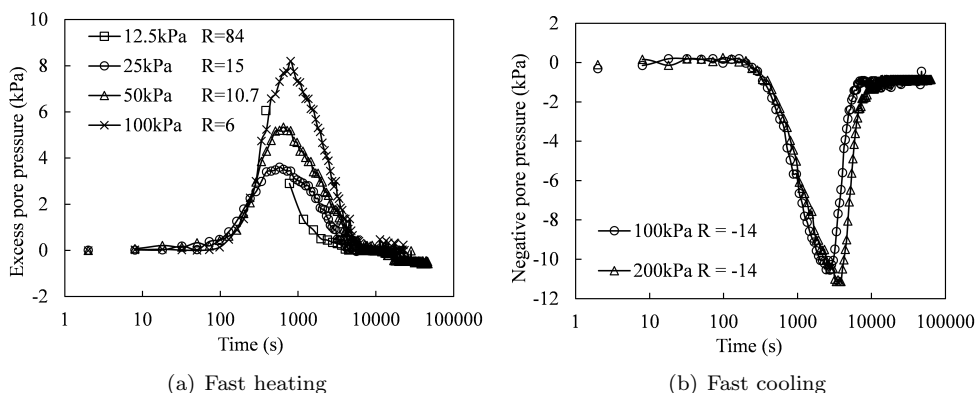 10
8
6
4
2
0
-2
Excess pore pressure (kPa)
12.5kPa R=84
25kPa R=15
50kPa R=10.7
100kPa R=6
1 10 100 1000 10000 100000
Time (s)
(a) Fast heating
2
0
-2
-4
-6
-8
-10
-12
Negative pore pressure (kPa)
100kPa R = -14
200kPa R = -14
1 10 100 1000 10000 100000
Time (s)
(b) Fast cooling